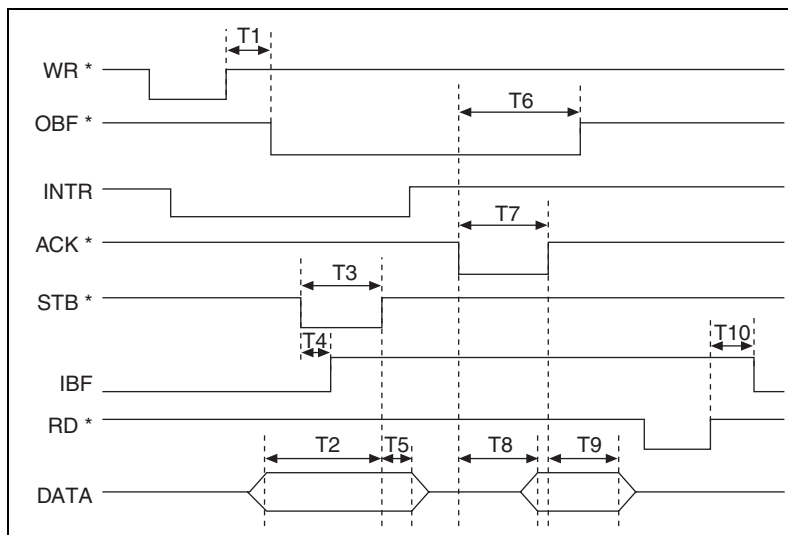 T1
WR *
T6
OBF *
INTR
T7
ACK *
T3
STB *
T4
T10
IBF
RD *
T2
T5
T8
T9
DATA